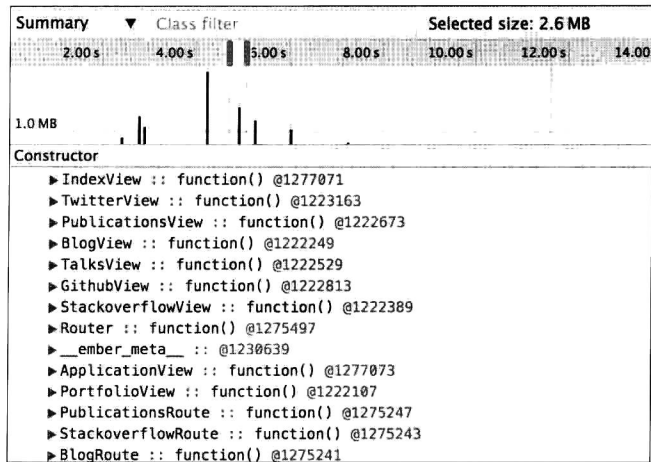 Summary ▼ Class filter Selected size: 2.6 MB
2.00 s 4.00 s 6.00 s 8.00 s 10.00 s 12.00 s 14.00
1.0 MB
Constructor
▶IndexView :: function() @1277071
▶TwitterView :: function() @1223163
▶PublicationsView :: function() @1222673
▶BlogView :: function() @1222249
▶TalksView :: function() @1222529
▶GithubView :: function() @1222813
▶StackoverflowView :: function() @1222389
▶Router :: function() @1275497
▶__ember_meta__ :: @1230639
▶ApplicationView :: function() @1277073
▶PortfolioView :: function() @1222107
▶PublicationsRoute :: function() @1275247
▶StackoverflowRoute :: function() @1275243
▶BlogRoute :: function() @1275241